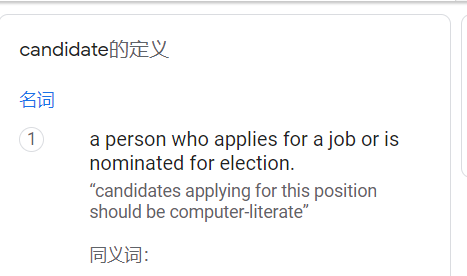 candidate的定义
名词
1
a person who applies for a job or is
nominated for election.
“candidates applying for this position
should be computer-literate”
同义词：